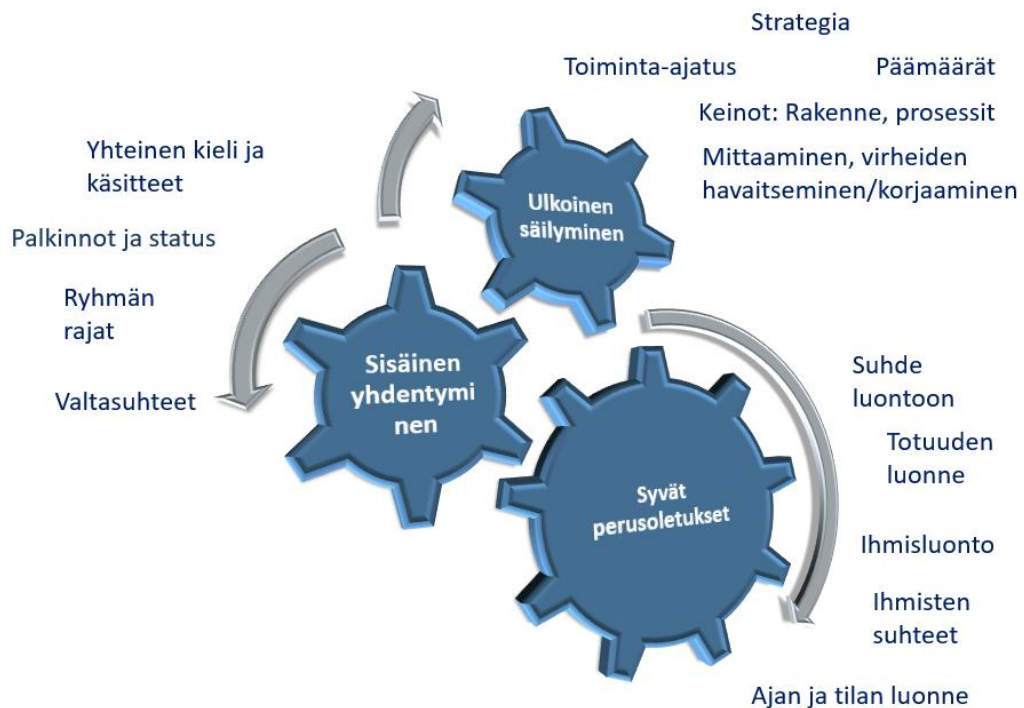 Strategia
Toiminta-ajatus
Päämäärät
Keinot: Rakenne, prosessit
Mittaaminen, virheiden
havaitseminen/korjaaminen
Ulkoinen
säilyminen
Yhteinen kieli ja
käsitteet
Palkinnot ja status
Ryhmän
rajat
Valtasuhteet
Sisäinen
yhdentymi
nen
Syvät
perusoletukset
Suhde
luontoon
Totuuden
luonne
Ihmisluonto
Ihmisten
suhteet
Ajan ja tilan luonne